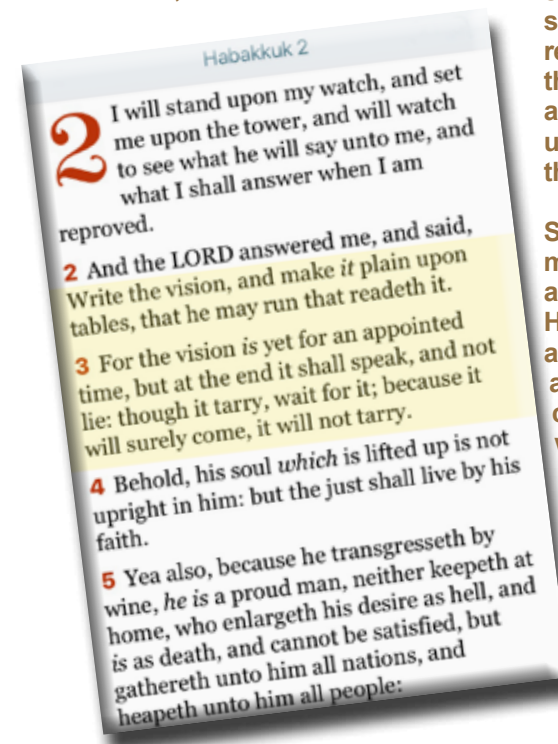 Habakkuk 2
2 I will stand upon my watch, and set
me upon the tower, and will watch
to see what he will say unto me, and
what I shall answer when I am
reproved.
2 And the LORD answered me, and said,
Write the vision, and make it plain upon
tables, that he may run that readeth it.
3 For the vision is yet for an appointed
time, but at the end it shall speak, and not
lie: though it tarry, wait for it; because it
will surely come, it will not tarry.
4 Behold, his soul which is lifted up is not
upright in him: but the just shall live by his
faith.
5 Yea also, because he transgresseth by
wine, he is a proud man, neither keepeth at
home, who enlargeth his desire as hell, and
is as death, and cannot be satisfied, but
gathereth unto him all nations, and
heapeth unto him all people: